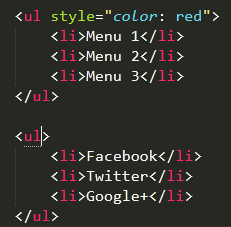 <ul style="color: red">
<li>Menu 1</li>
<li>Menu 2</li>
<li>Menu 3</li>
</ul>
<ul>
<li>Facebook</li>
<li>Twitter</li>
<li>Google+</li>
</ul>